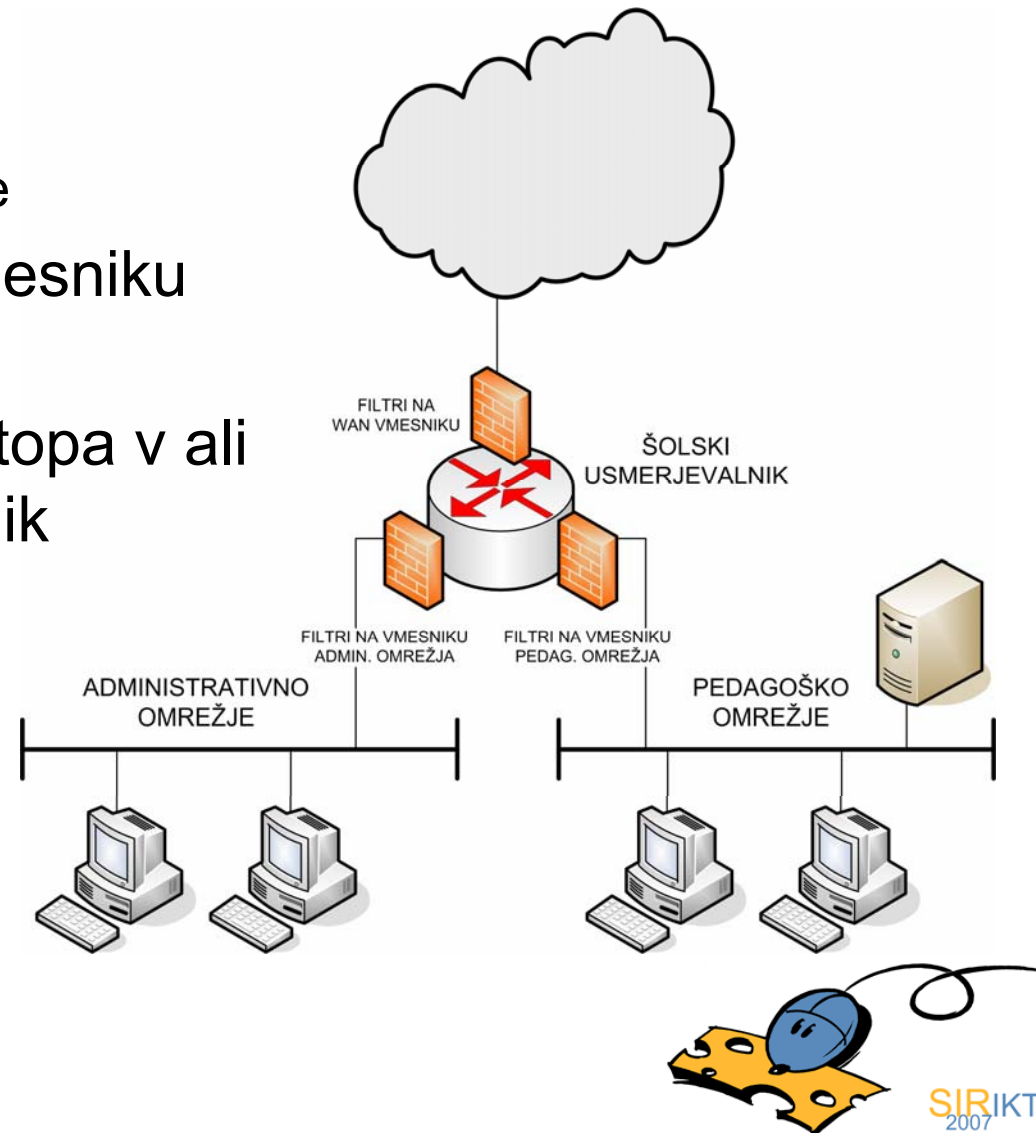 e
esniku
topa v ali
ik
FILTRI NA
WAN VMESNIKU
ŠOLSKI
USMERJEVALNIK
FILTRI NA VMESNIKU
ADMIN. OMREŽJA
FILTRI NA VMESNIKU
PEDAG. OMREŽJA
ADMINISTRATIVNO
OMREŽJE
PEDAGOŠKO
OMREŽJE
SIRIKT
2007